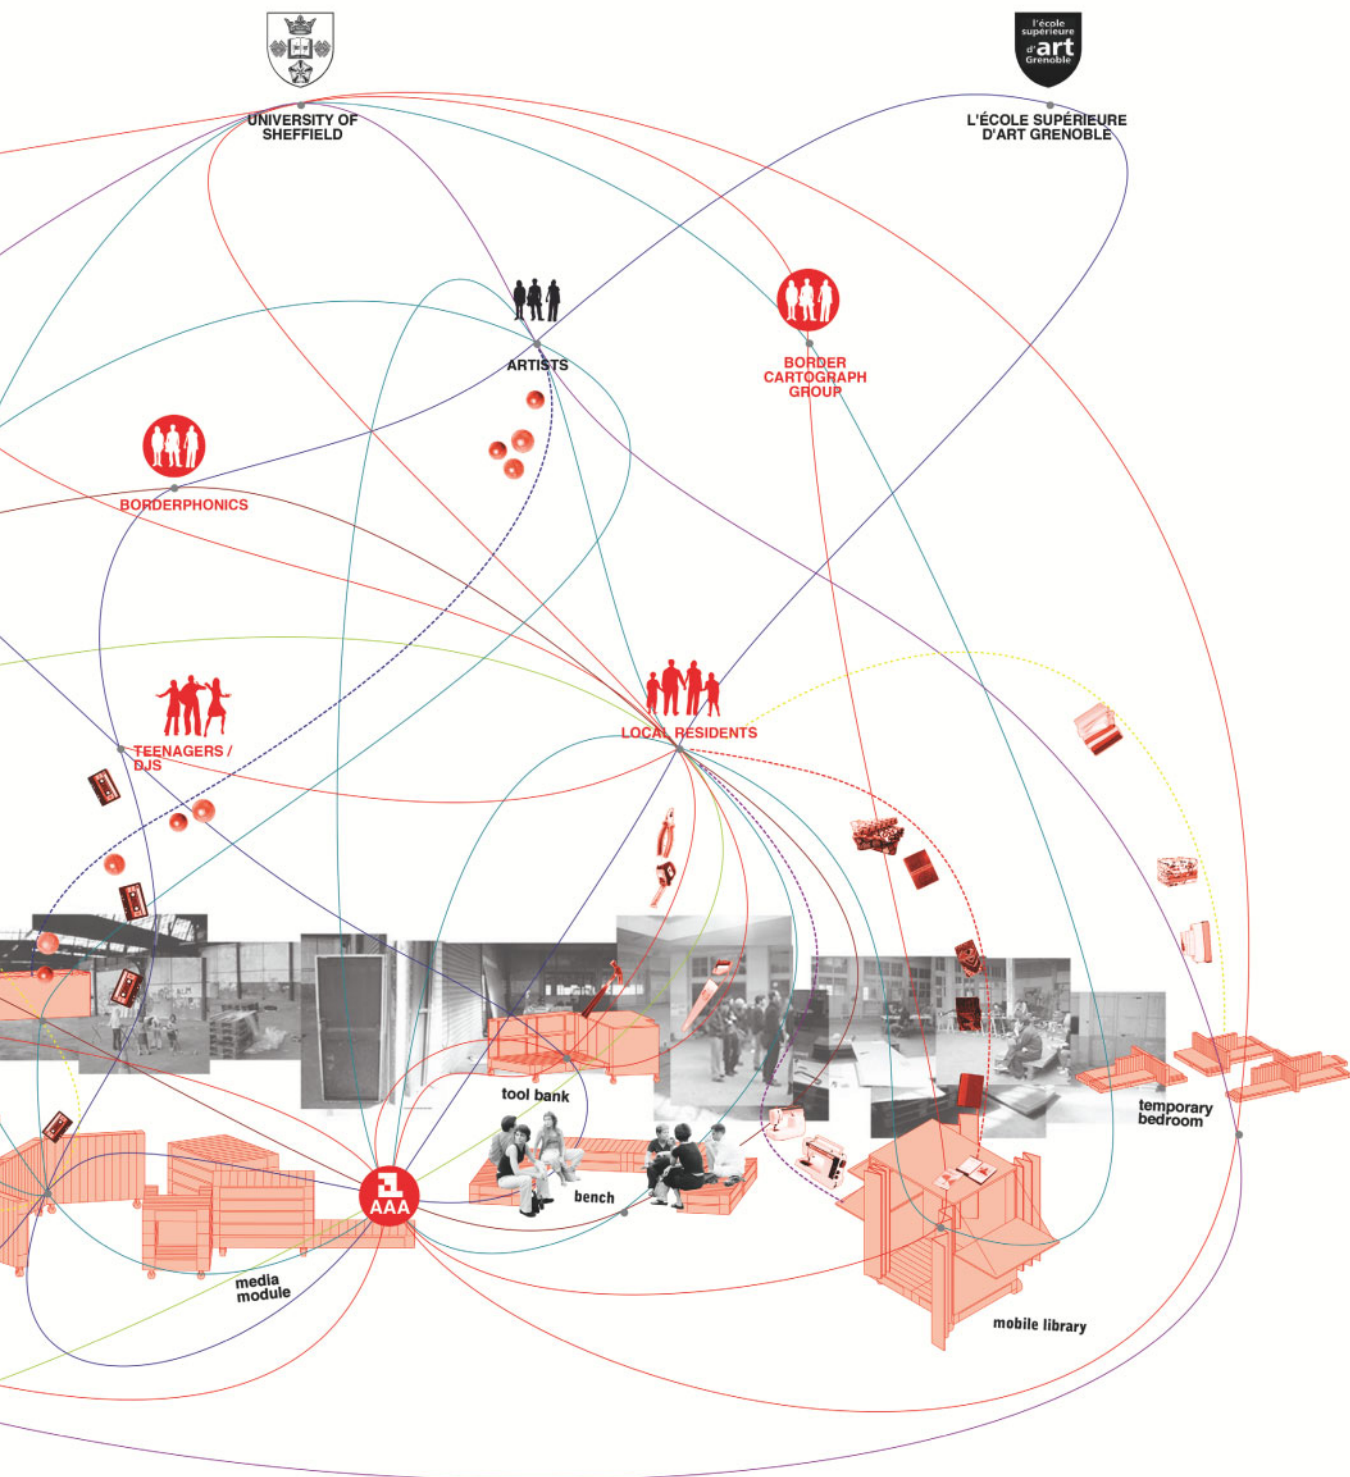 l'école
supérieure
d'art
Grenoble
UNIVERSITY OF
SHEFFIELD
L'ÉCOLE SUPÉRIEURE
D'ART GRENOBLE
ARTISTS
BORDER
CARTOGRAPH
GROUP
BORDERPHONICS
LOCAL RESIDENTS
TEENAGERS /
DJS
tool bank
temporary
bedroom
1
AAA
bench
media
module
mobile library